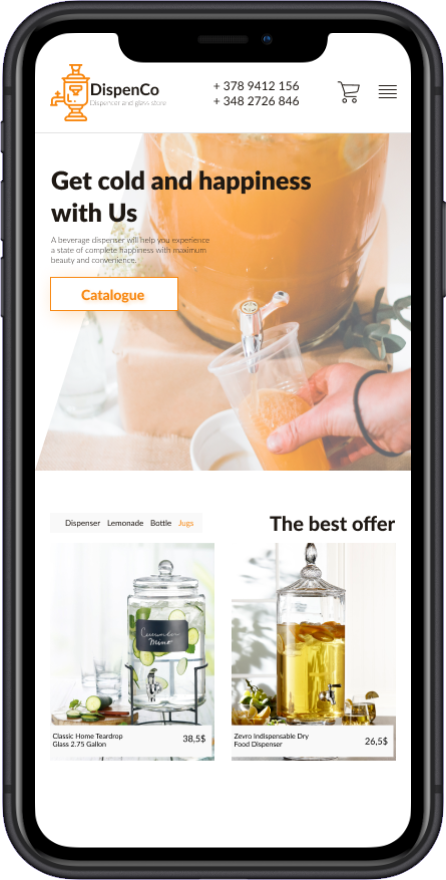 DispenCo
Dispencer and glass store
+ 378 9412 156
+ 348 2726 846
Get cold and happiness
with Us
A beverage dispenser will help you experience
a state of complete happiness with maximum
beauty and convenience.
Catalogue
Dispenser Lemonade Bottle Jugs
The best offer
Cucumber
Mint
Classic Home Teardrop
Glass 2.75 Gallon
38,5$
Zevro Indispensable Dry
Food Dispenser
26,5$